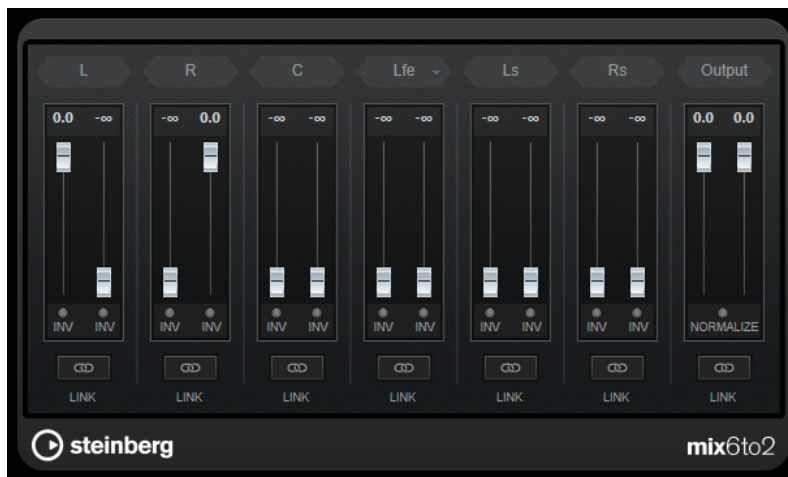 L R C Lfe Ls Rs Output
0.0 -∞ -∞ 0.0 -∞ -∞ -∞ -∞ -∞ -∞ -∞ -∞ 0.0 0.0
INV INV INV INV INV INV INV INV INV INV INV INV NORMALIZE
LINK LINK LINK LINK LINK LINK LINK
steinberg mix6to2